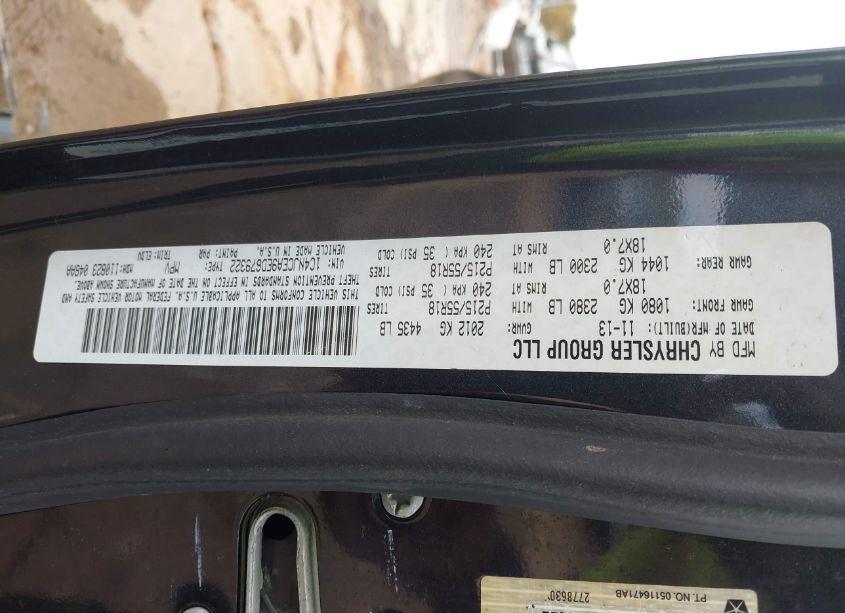 MFD BY CHRYSLER GROUP LLC
DATE OF MFR(BUILT): 11-13 GVWR: 2012 KG 4435 LB
GAWR FRONT: 1080 KG 2380 LB WITH P215/55R18 TIRES
18X7.0 RIMS AT 240 KPA ( 35 PSI) COLD
GAWR REAR: 1044 KG 2300 LB WITH P215/55R18 TIRES
18X7.0 RIMS AT 240 KPA ( 35 PSI) COLD
THIS VEHICLE CONFORMS TO ALL APPLICABLE U.S.A. FEDERAL MOTOR VEHICLE SAFETY AND
THEFT PREVENTION STANDARDS IN EFFECT ON THE DATE OF MANUFACTURE SHOWN ABOVE.
VIN: 1C4NJCEA9ED679322 TYPE: MPV MDH:110823 048AA
VEHICLE MADE IN U.S.A. PAINT: PAR TRIM: ELDV
PT. NO. 05116471AB
2778630